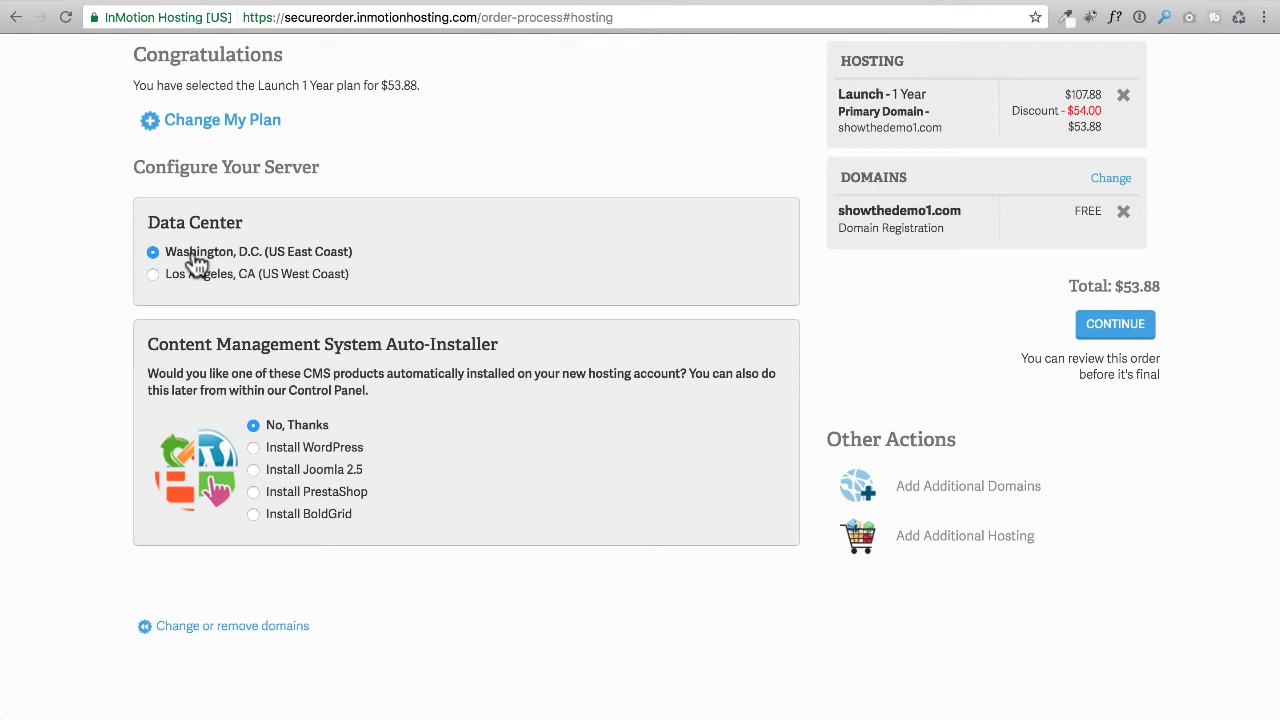 InMotion Hosting [US]
https://secureorder.inmotionhosting.com/order-process#hosting
Congratulations
You have selected the Launch 1 Year plan for $53.88.
Change My Plan
Configure Your Server
Data Center
Washington, D.C. (US East Coast)
Los Angeles, CA (US West Coast)
Content Management System Auto-Installer
Would you like one of these CMS products automatically installed on your new hosting account? You can also do
this later from within our Control Panel.
No, Thanks
Install WordPress
Install Joomla 2.5
Install PrestaShop
Install BoldGrid
Change or remove domains
HOSTING
Launch - 1 Year $107.88
Primary Domain - Discount - $54.00
showthedemo1.com $53.88
DOMAINS Change
showthedemo1.com FREE
Domain Registration
Total: $53.88
CONTINUE
You can review this order
before it's final
Other Actions
Add Additional Domains
Add Additional Hosting